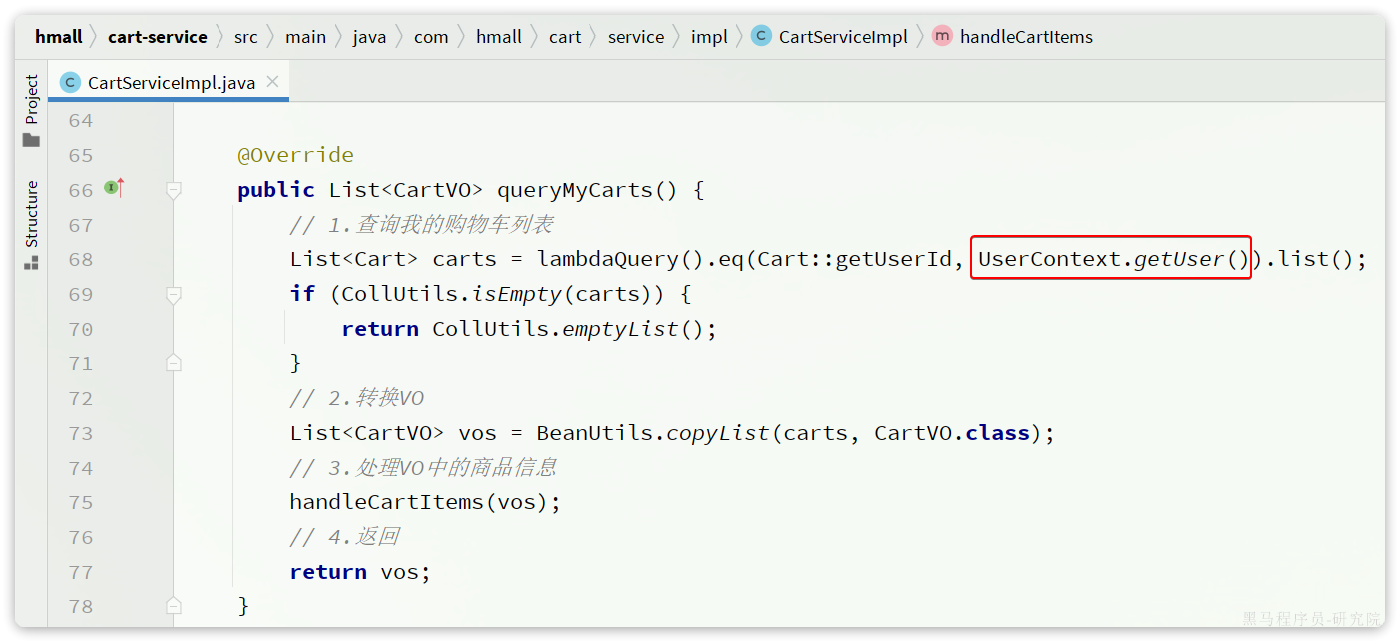 hmall cart-service src main java com hmall cart service impl C CartServiceImpl m handleCartItems
Project
Structure
C CartServiceImpl.java
64
65 @Override
66 I public List<CartVO> queryMyCarts() {
67 // 1.查询我的购物车列表
68 List<Cart> carts = lambdaQuery().eq(Cart::getUserId, UserContext.getUser()).list();
69 if (CollUtils.isEmpty(carts)) {
70 return CollUtils.emptyList();
71 }
72 // 2.转换VO
73 List<CartVO> vos = BeanUtils.copyList(carts, CartVO.class);
74 // 3.处理VO中的商品信息
75 handleCartItems(vos);
76 // 4.返回
77 return vos;
78 }
黑马程序员-研究院